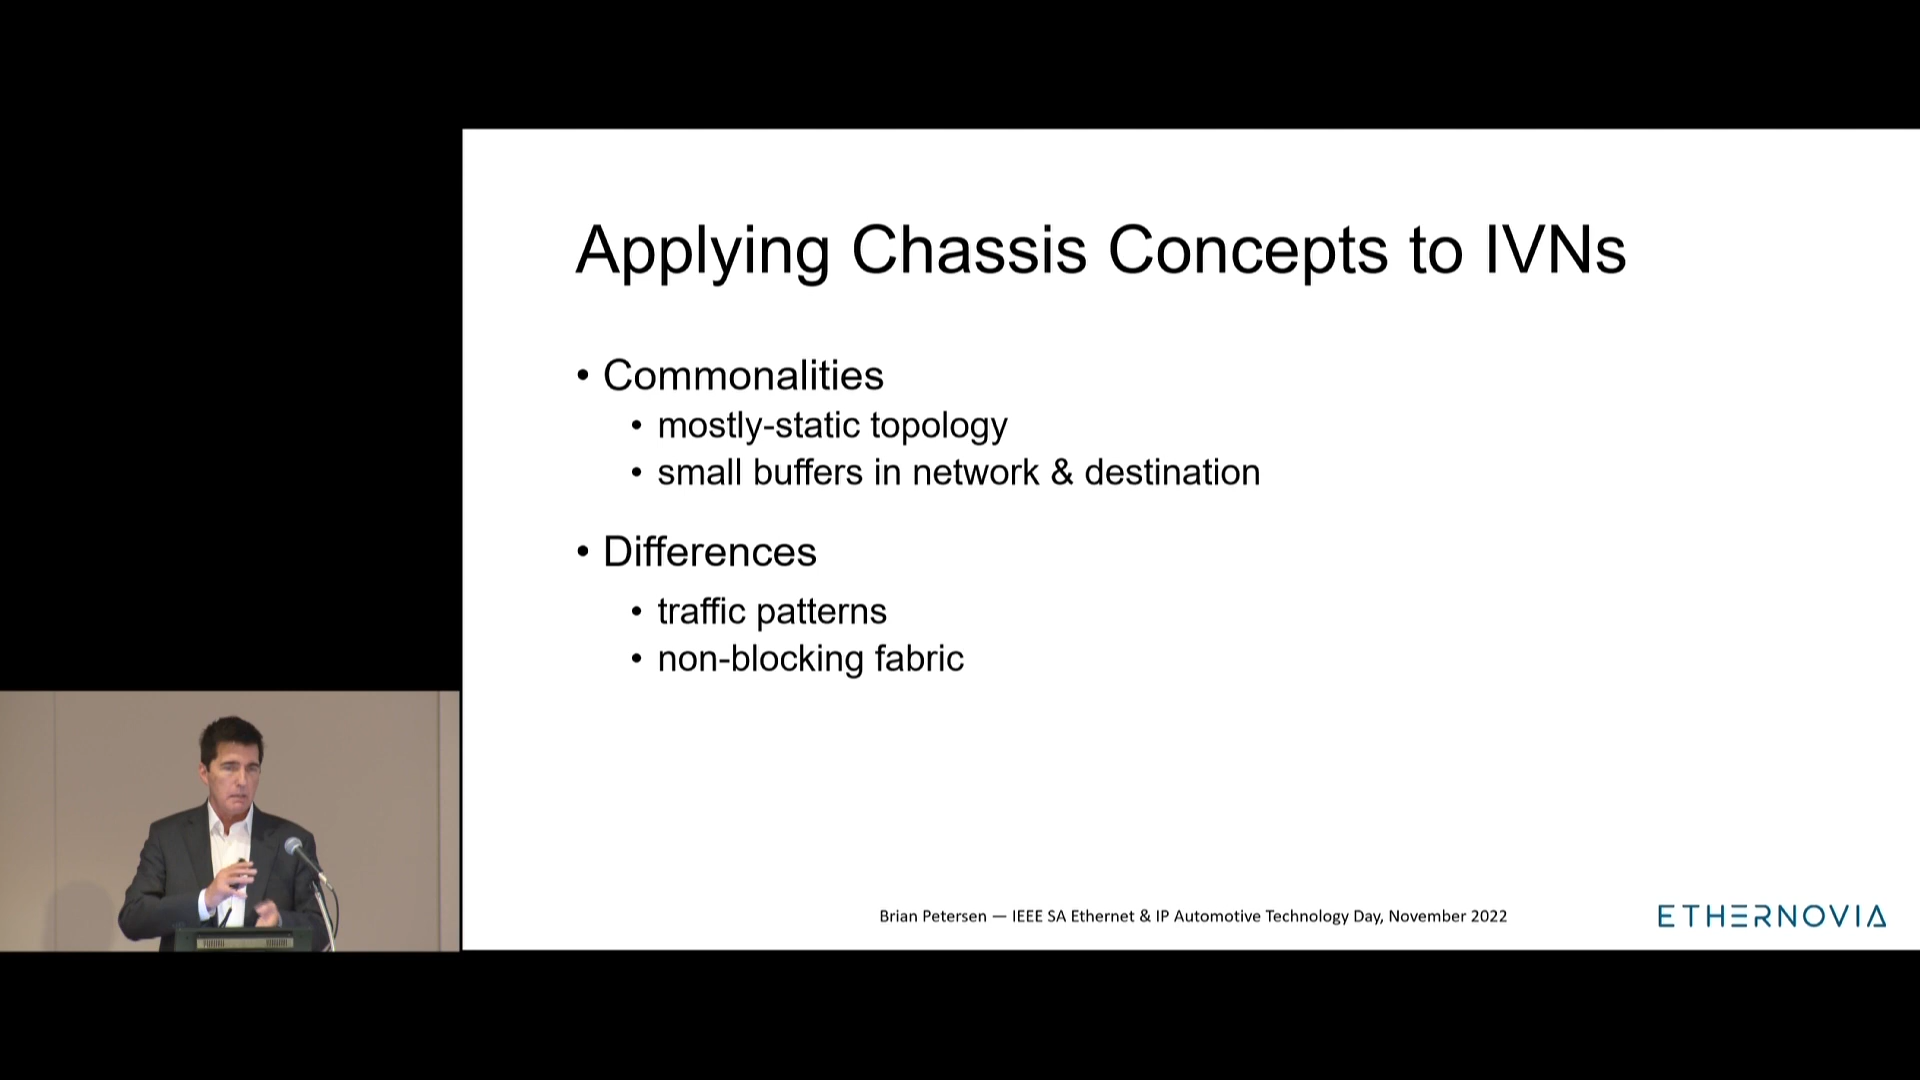 Applying Chassis Concepts to IVNs
• Commonalities
• mostly-static topology
• small buffers in network & destination
• Differences
• traffic patterns
• non-blocking fabric
Brian Petersen — IEEE SA Ethernet & IP Automotive Technology Day, November 2022
ETHERNOVIA